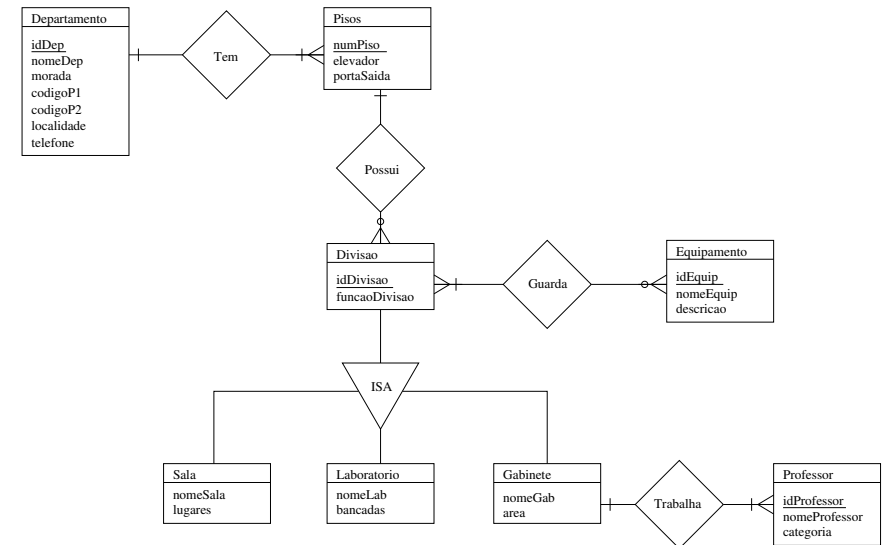 Departamento
idDep
nomeDep
morada
codigoP1
codigoP2
localidade
telefone
Tem
Pisos
numPiso
elevador
portaSaida
Possui
Divisao
idDivisao
funcaoDivisao
Guarda
Equipamento
idEquip
nomeEquip
descricao
ISA
Sala
nomeSala
lugares
Laboratorio
nomeLab
bancadas
Gabinete
nomeGab
area
Trabalha
Professor
idProfessor
nomeProfessor
categoria